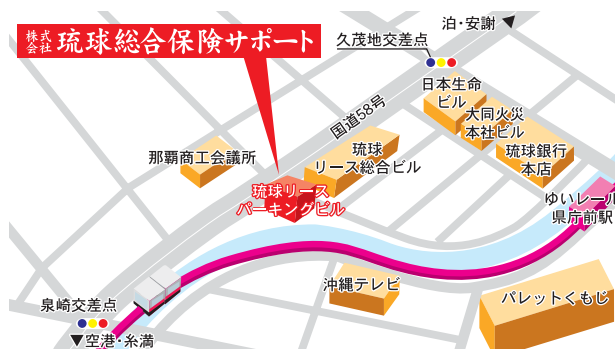 泊・安謝
株式
会社
琉球総合保険サポート
久茂地交差点
日本生命
ビル
国道58号
大同火災
本社ビル
琉球
リース総合ビル
琉球銀行
本店
那覇商工会議所
琉球リース
パーキングビル
ゆいレール
県庁前駅
沖縄テレビ
パレットくもじ
泉崎交差点
▼空港・糸満